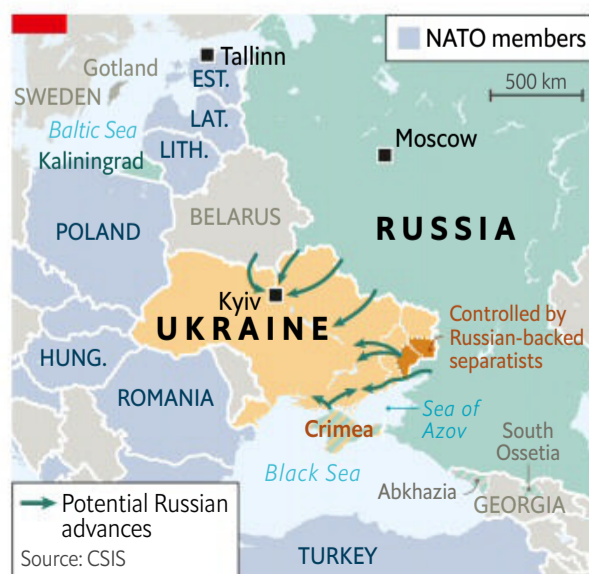 NATO members
Tallinn
Gotland
EST.
SWEDEN
500 km
LAT.
Baltic Sea
LITH.
Moscow
Kaliningrad
BELARUS
RUSSIA
POLAND
Kyiv
UKRAINE
Controlled by
Russian-backed
separatists
HUNG.
ROMANIA
Crimea
Sea of
Azov
South
Ossetia
Black Sea
Abkhazia
GEORGIA
Potential Russian
advances
Source: CSIS
TURKEY